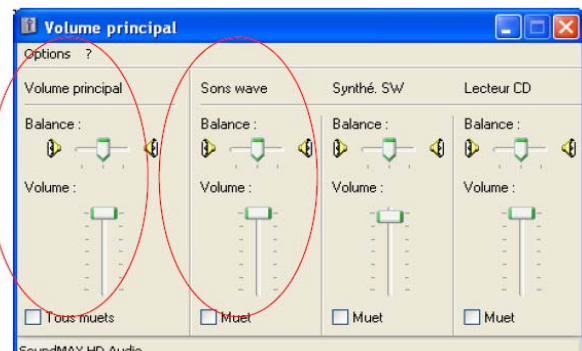 Volume principal
Options ?
Volume principal Sons wave Synthé. SW Lecteur CD
Balance : Balance : Balance : Balance :
Volume : Volume : Volume : Volume :
Tous muets Muet Muet Muet
SoundMAX HD Audio